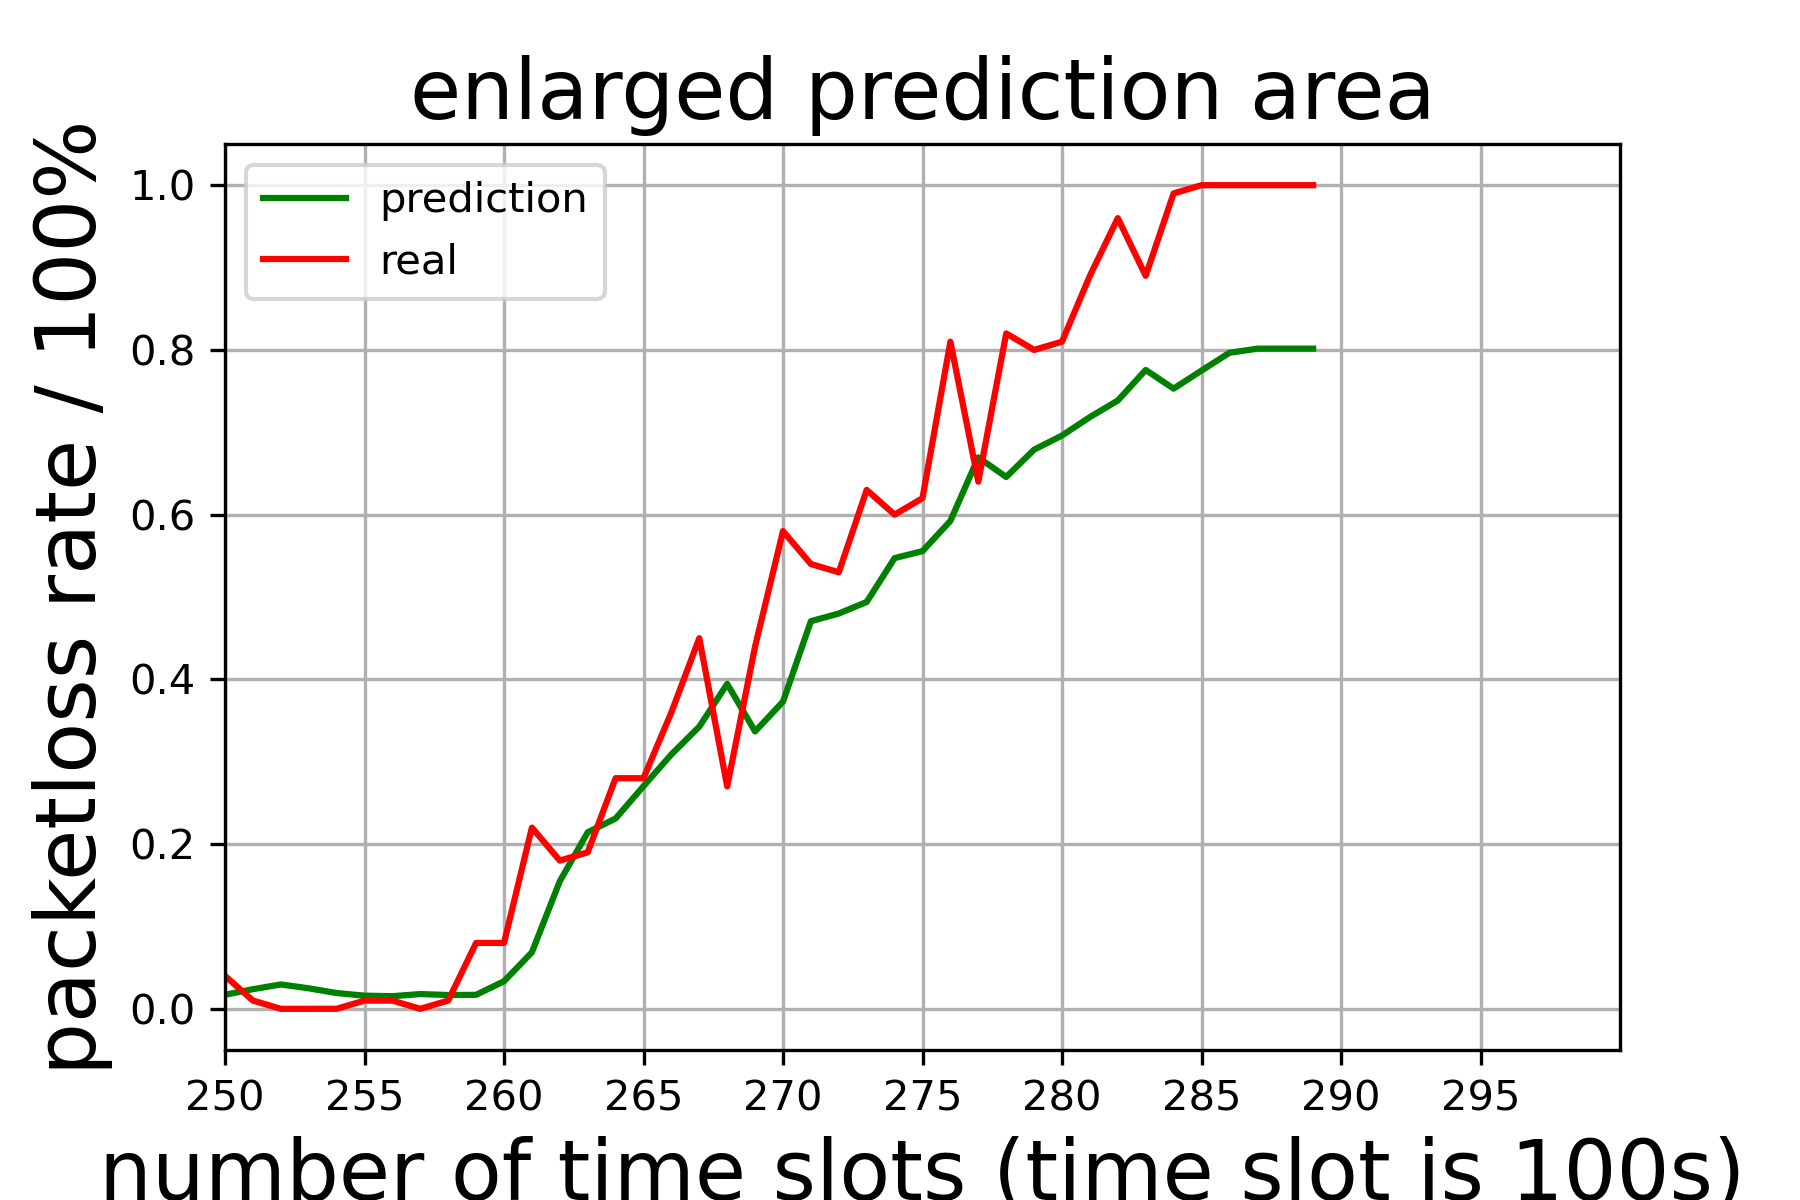 enlarged prediction area
packetloss rate / 100%
1.0
0.8
0.6
0.4
0.2
0.0
prediction
real
250 255 260 265 270 275 280 285 290 295
number of time slots (time slot is 100s)